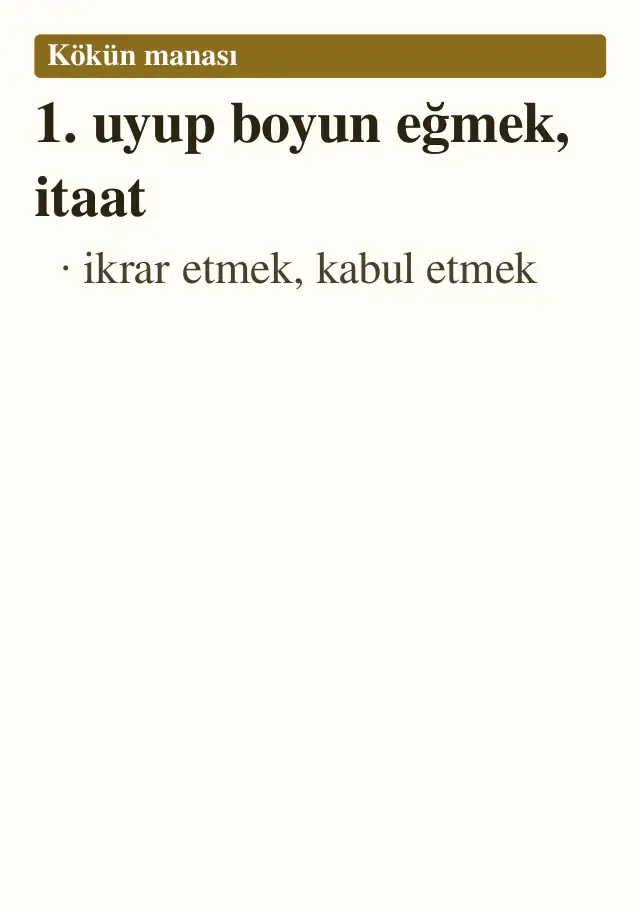 Kökün manası
1. uyup boyun eğmek,
itaat
· ikrar etmek, kabul etmek